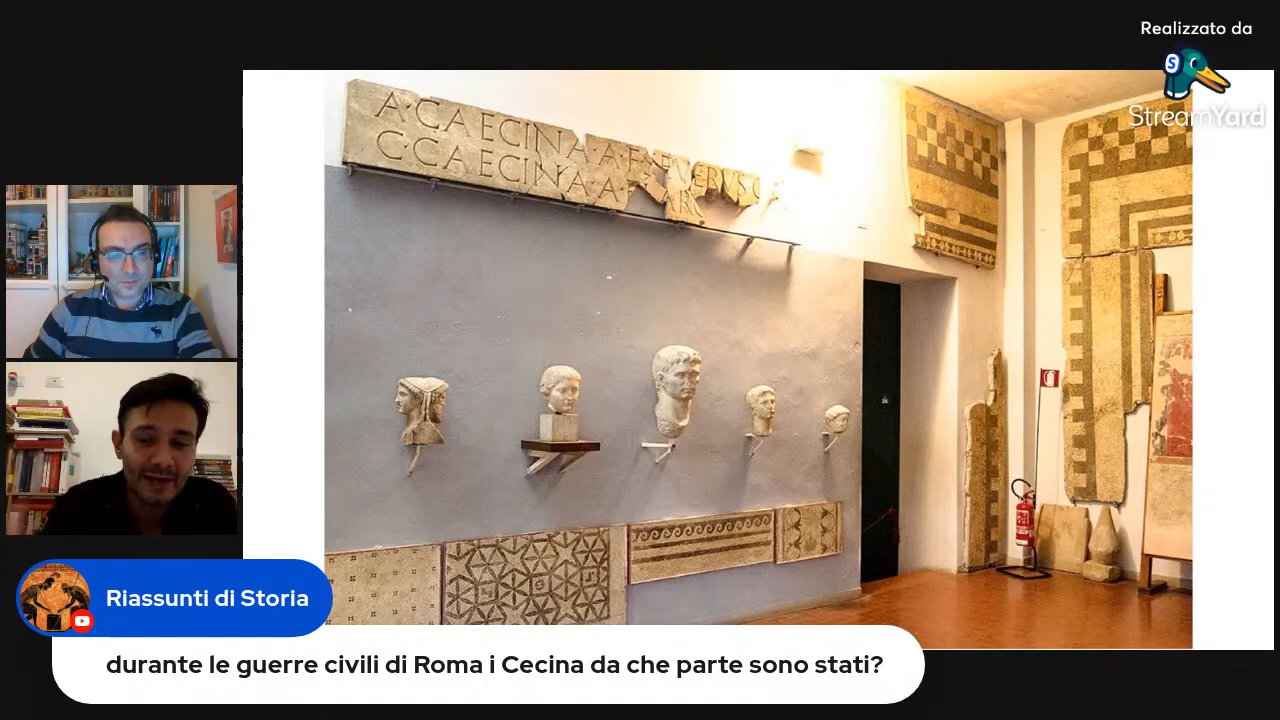 Realizzato da
StreamYard
A·CAECINA·A·F·SEVERUS
C·CAECINA·A
Riassunti di Storia
durante le guerre civili di Roma i Cecina da che parte sono stati?